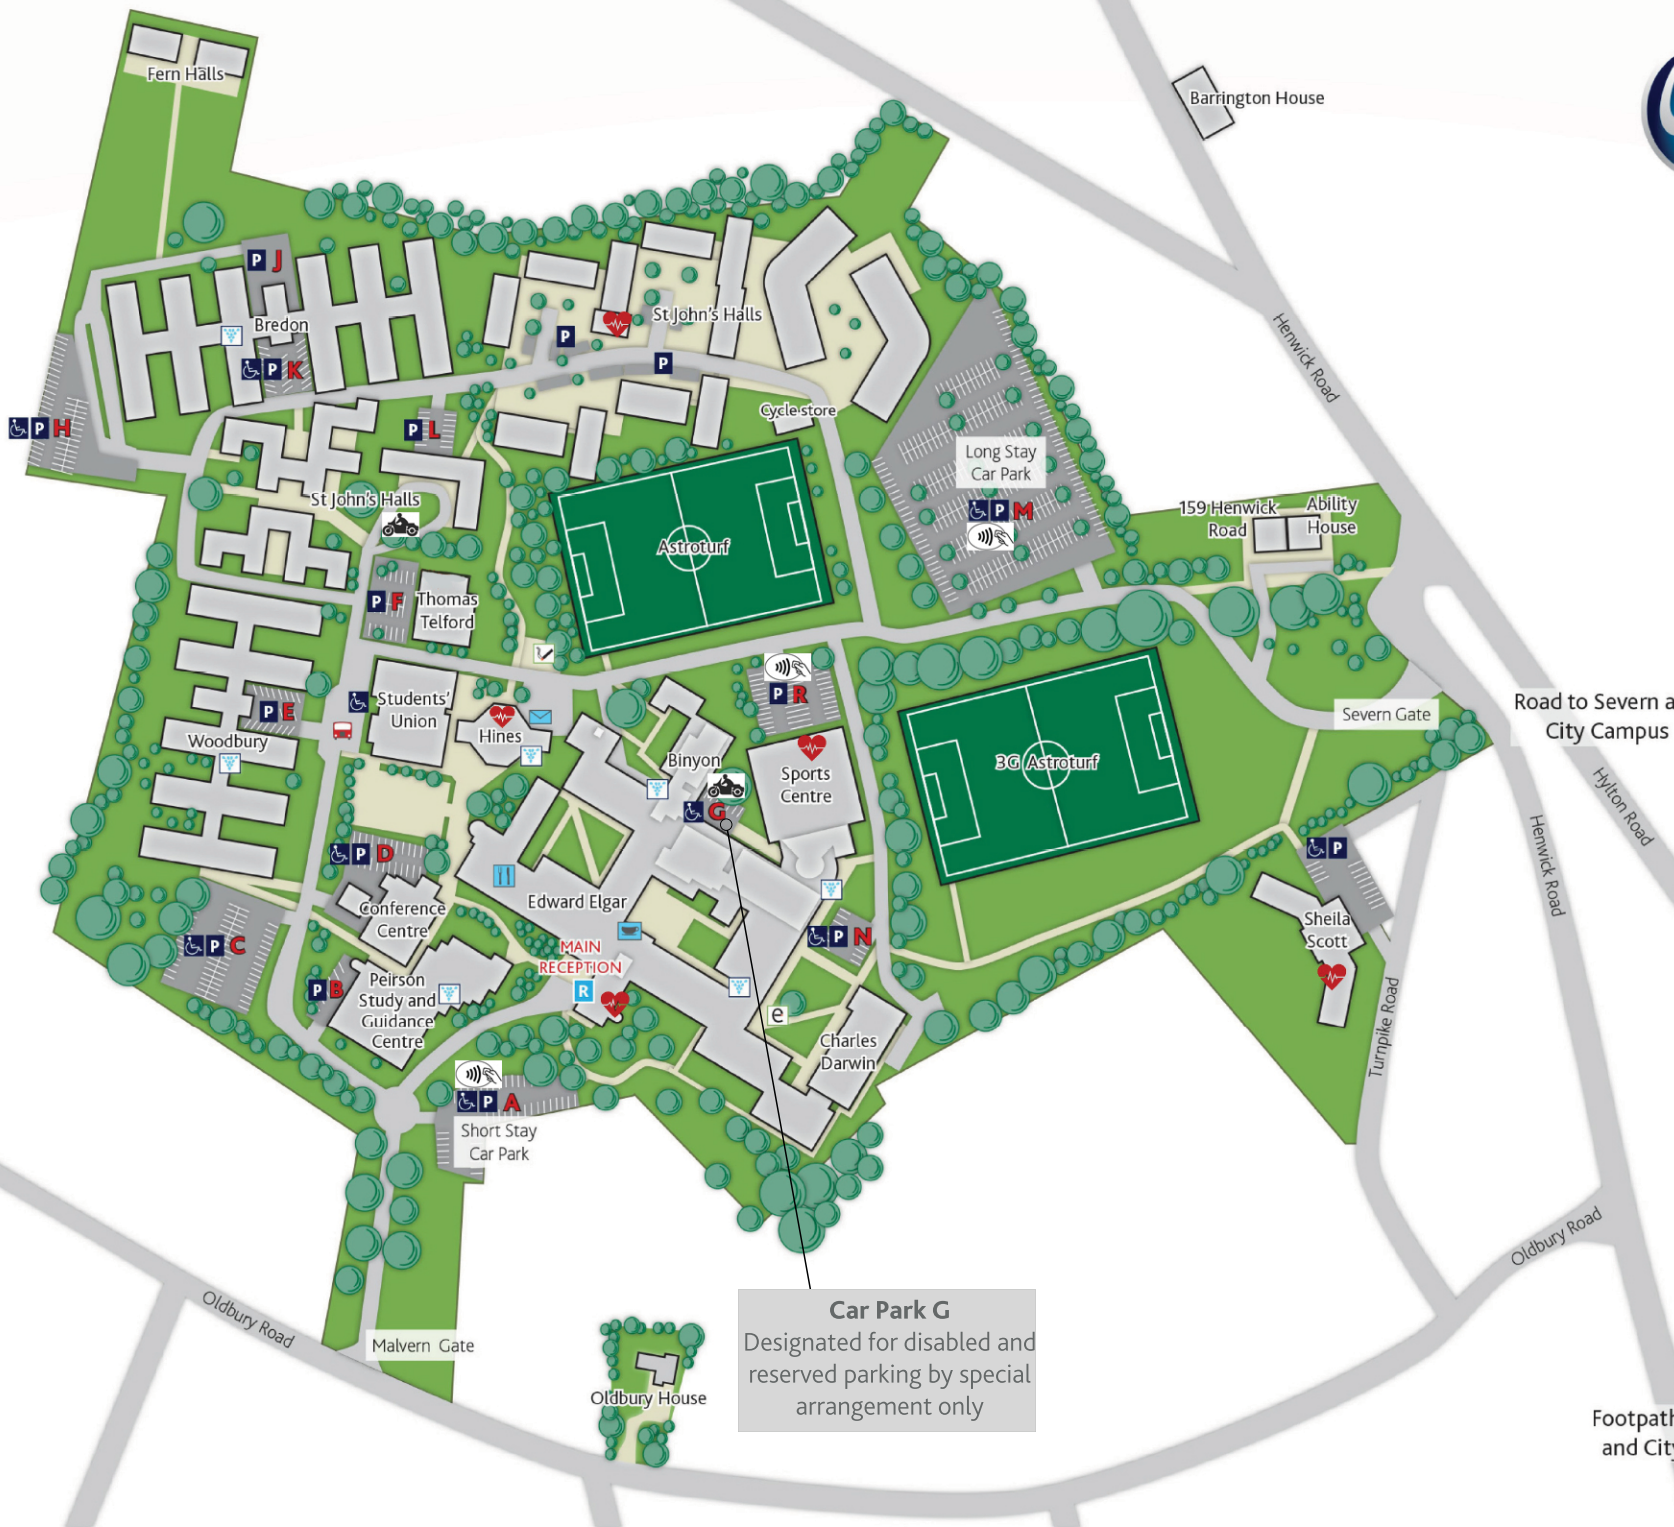 Fern Halls
Barrington House
P J
Bredon
P K
St John's Halls
P
P
Henwick Road
P H
P L
Cycle store
Long Stay
Car Park
P M
St John's Halls
159 Henwick
Road
Ability
House
Astroturf
P F
Thomas
Telford
P R
Students'
Union
P E
Woodbury
Hines
Binyon
Sports
Centre
G
3G Astroturf
Severn Gate
Road to Severn a
City Campus
Hylton Road
Henwick Road
P
P D
Conference
Centre
Edward Elgar
MAIN
RECEPTION
R
P N
Sheila
Scott
P C
P B
Peirson
Study and
Guidance
Centre
e
Charles
Darwin
Turnpike Road
P A
Short Stay
Car Park
Oldbury Road
Oldbury Road
Malvern Gate
Oldbury House
Car Park G
Designated for disabled and
reserved parking by special
arrangement only
Footpath
and City